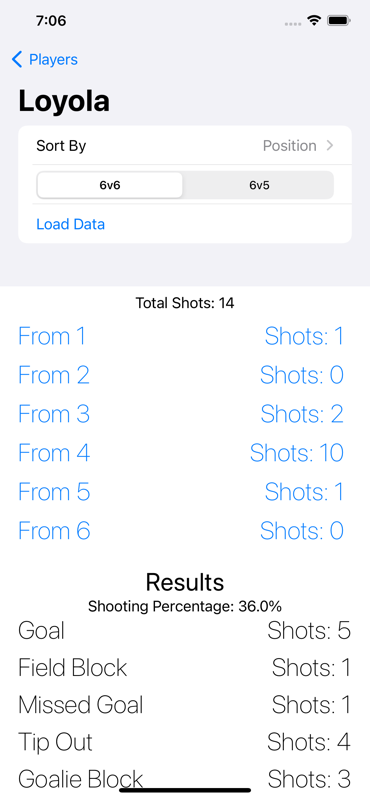 7:06
Players
Loyola
Sort By Position
6v6 6v5
Load Data
Total Shots: 14
From 1 Shots: 1
From 2 Shots: 0
From 3 Shots: 2
From 4 Shots: 10
From 5 Shots: 1
From 6 Shots: 0
Results
Shooting Percentage: 36.0%
Goal Shots: 5
Field Block Shots: 1
Missed Goal Shots: 1
Tip Out Shots: 4
Goalie Block Shots: 3